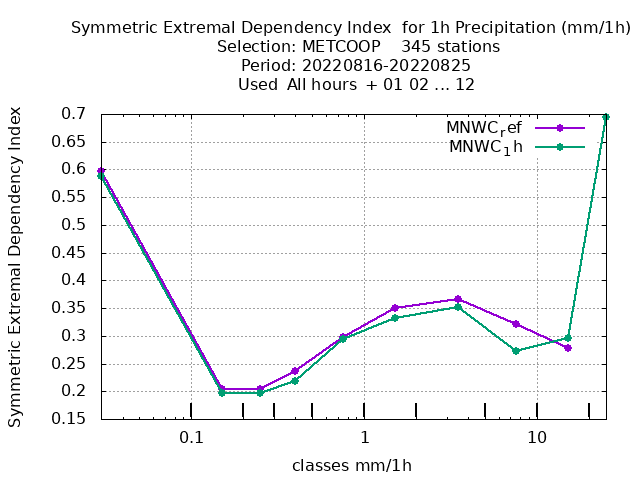 Symmetric Extremal Dependency Index  for 1h Precipitation (mm/1h)
Selection: METCOOP    345 stations
Period: 20220816-20220825
Used  All hours  + 01 02 ... 12
MNWC_ref
MNWC_1h
Symmetric Extremal Dependency Index
0.7
0.65
0.6
0.55
0.5
0.45
0.4
0.35
0.3
0.25
0.2
0.15
0.1 1 10
classes mm/1h